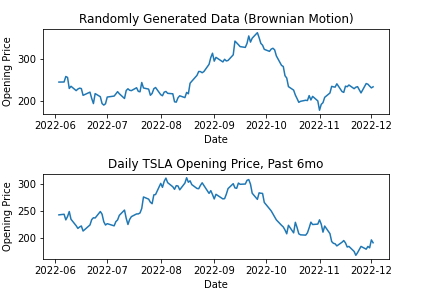 Randomly Generated Data (Brownian Motion)
Opening Price
300
200
2022-06 2022-07 2022-08 2022-09 2022-10 2022-11 2022-12
Date
Daily TSLA Opening Price, Past 6mo
Opening Price
300
250
200
2022-06 2022-07 2022-08 2022-09 2022-10 2022-11 2022-12
Date